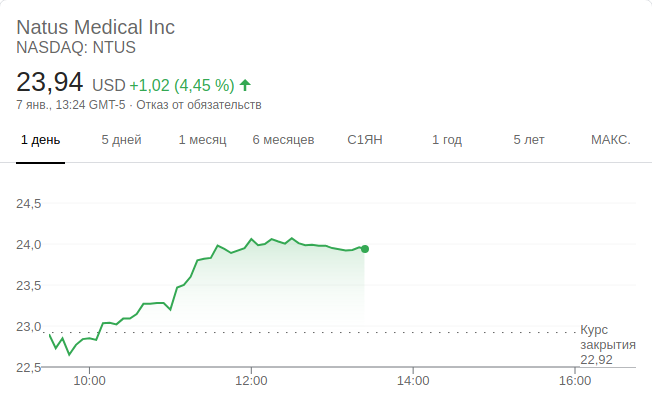 Natus Medical Inc
NASDAQ: NTUS
23,94 USD +1,02 (4,45 %)
7 янв., 13:24 GMT-5 · Отказ от обязательств
1 день 5 дней 1 месяц 6 месяцев С1ЯН 1 год 5 лет МАКС.
24,5
24,0
23,5
23,0
Курс
закрытия
22,92
22,5
10:00 12:00 14:00 16:00